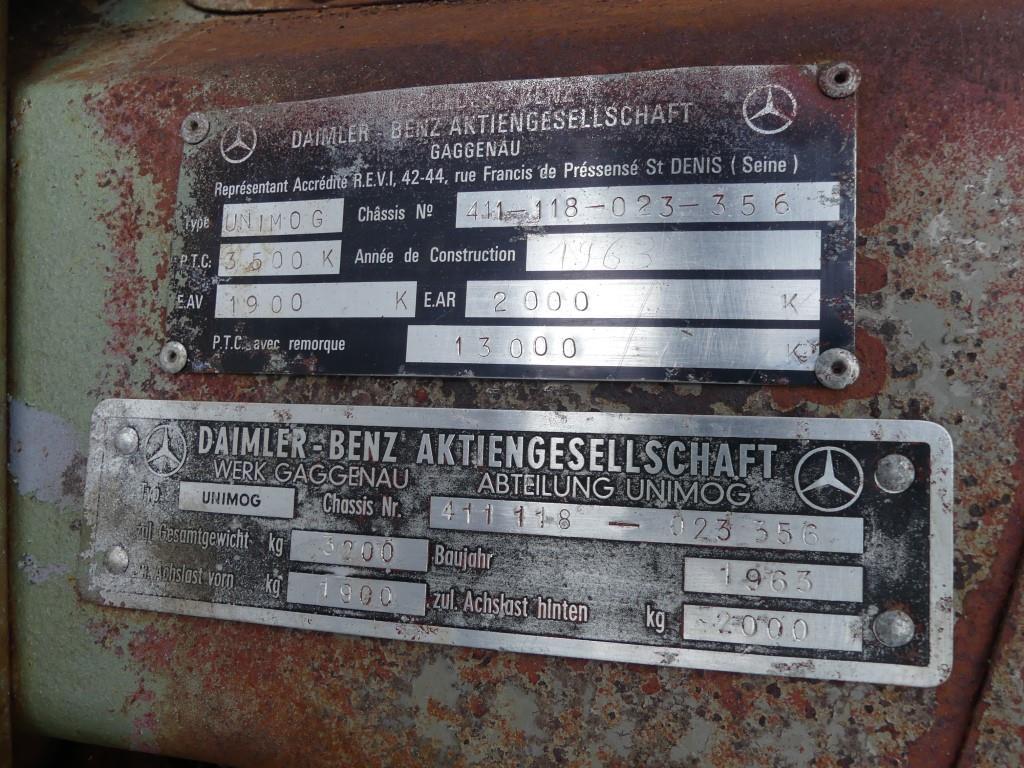 DAIMLER - BENZ AKTIENGESELLSCHAFT
GAGGENAU
Représentant Accrédité R.E.V.I, 42-44, rue Francis de Préssensé St DENIS (Seine)
Type UNIMOG Châssis No 411-118-023-356
P.T.C: 3500 K Année de Construction 1963
E.AV 1900 K E.AR 2000 K
P.T.C. avec remorque 13000 K
DAIMLER-BENZ AKTIENGESELLSCHAFT
WERK GAGGENAU ABTEILUNG UNIMOG
UNIMOG Chassis Nr. 411 118 - 023 356
zul. Gesamtgewicht kg 3200 Baujahr 1963
Achslast vorn kg 1900 zul. Achslast hinten kg 2000